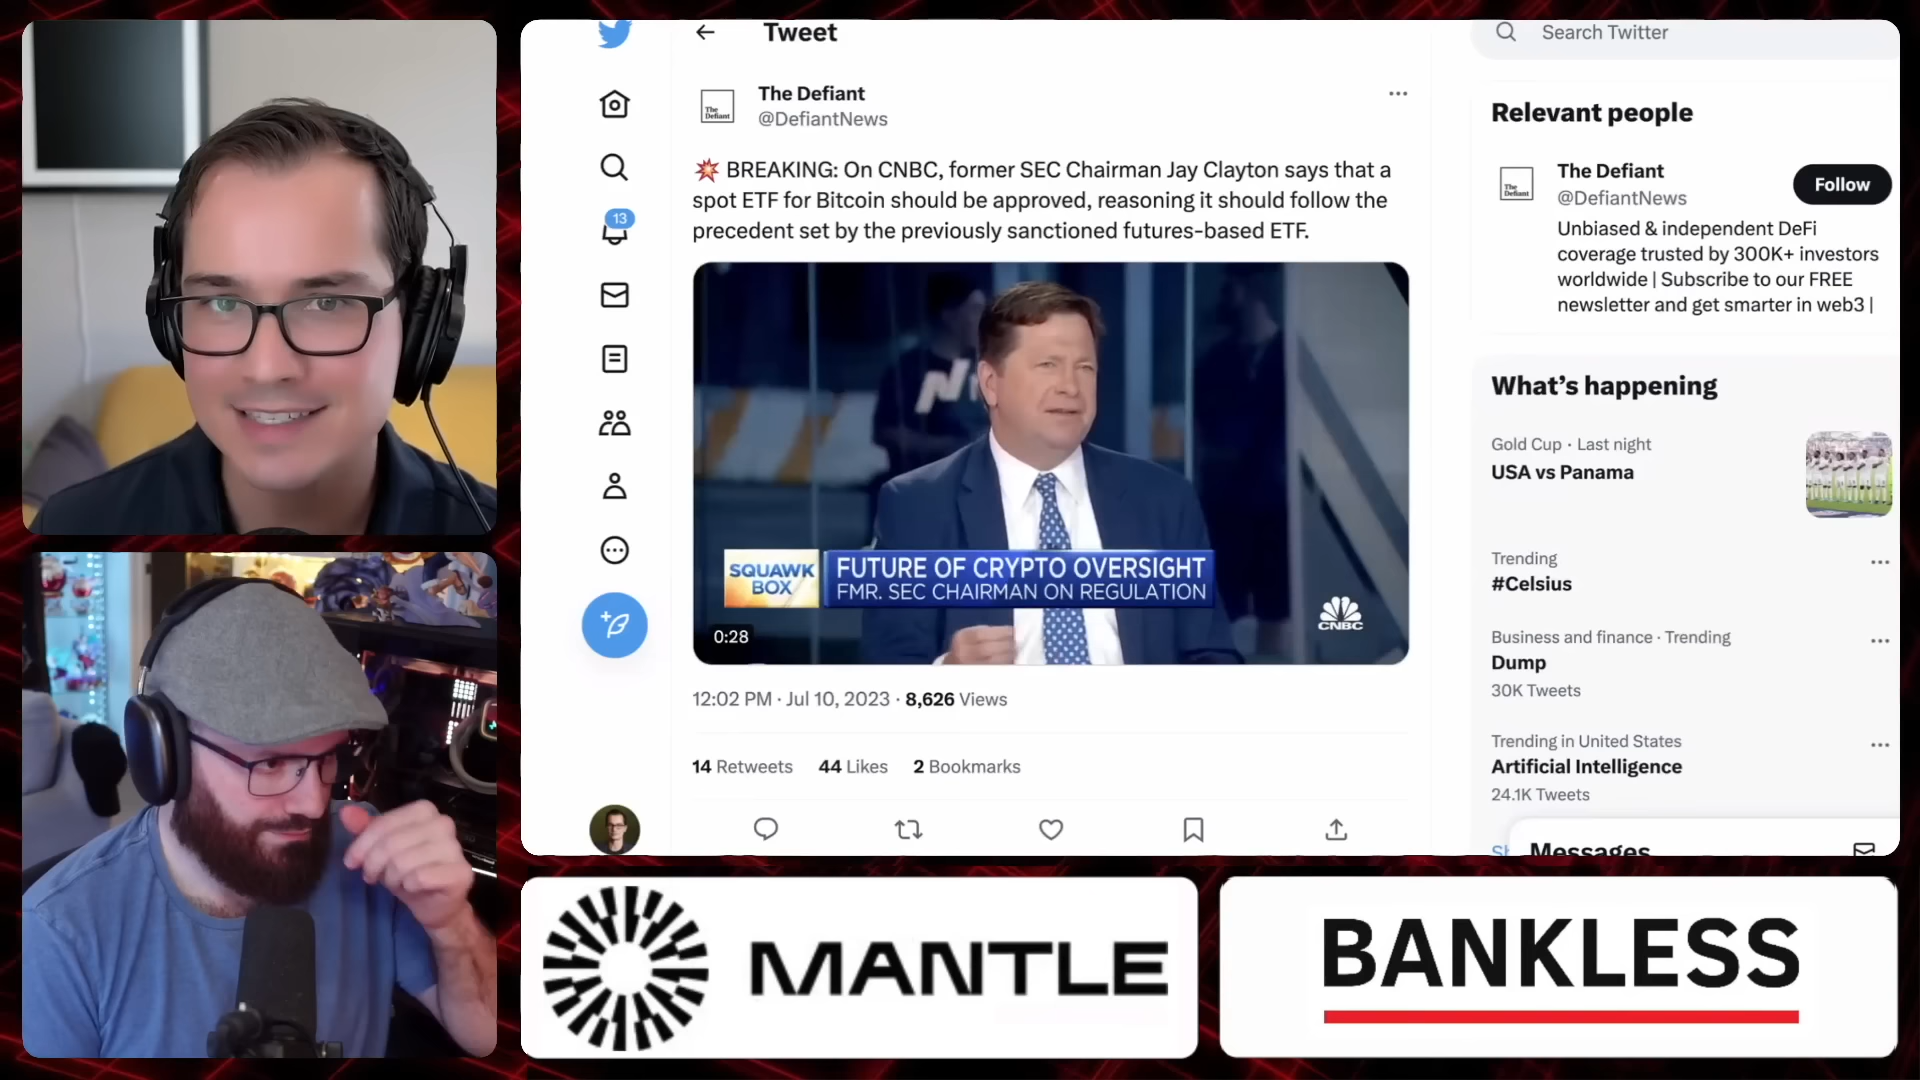 Tweet
The Defiant
@DefiantNews
💥 BREAKING: On CNBC, former SEC Chairman Jay Clayton says that a
spot ETF for Bitcoin should be approved, reasoning it should follow the
precedent set by the previously sanctioned futures-based ETF.
The
Defiant
13
SQUAWK
BOX
FUTURE OF CRYPTO OVERSIGHT
FMR. SEC CHAIRMAN ON REGULATION
CNBC
0:28
12:02 PM · Jul 10, 2023 · 8,626 Views
14 Retweets 44 Likes 2 Bookmarks
Search Twitter
Relevant people
The
Defiant
The Defiant
@DefiantNews
Follow
Unbiased & independent DeFi
coverage trusted by 300K+ investors
worldwide | Subscribe to our FREE
newsletter and get smarter in web3 |
What's happening
Gold Cup · Last night
USA vs Panama
Trending
#Celsius
Business and finance · Trending
Dump
30K Tweets
Trending in United States
Artificial Intelligence
24.1K Tweets
Messages
MANTLE
BANKLESS